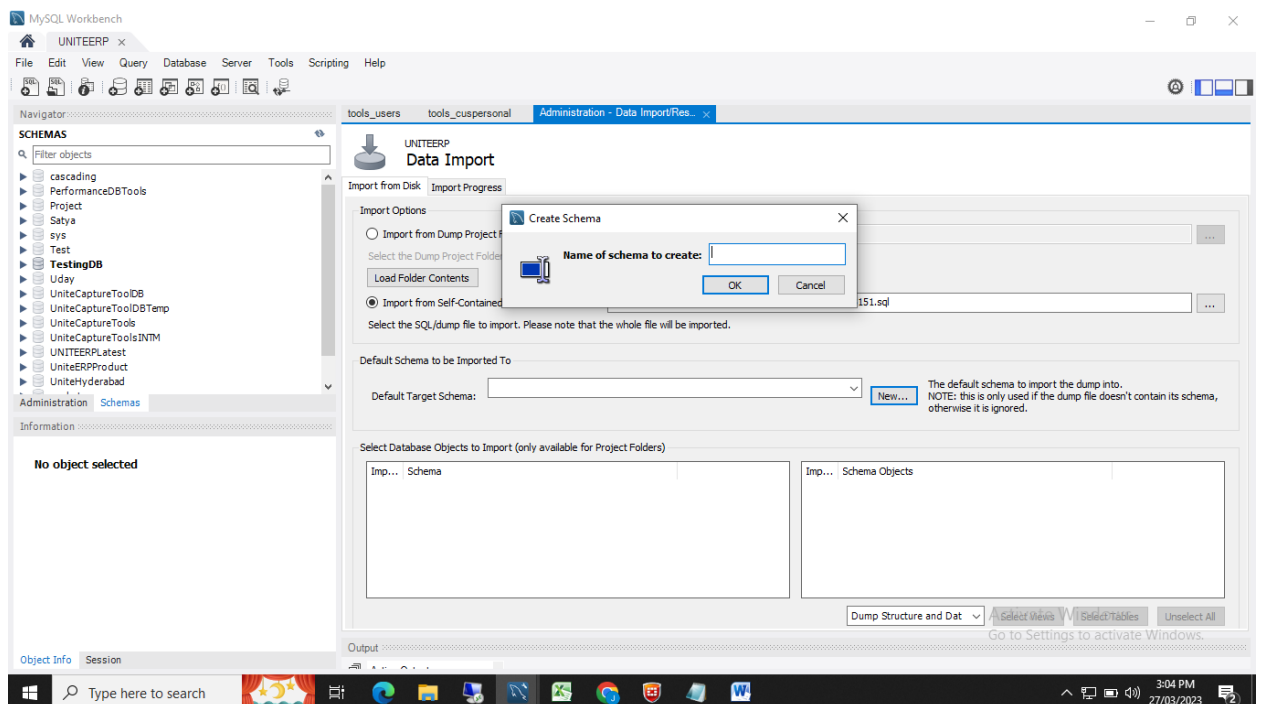 MySQL Workbench
UNITEERP
File Edit View Query Database Server Tools Scripting Help
Navigator
SCHEMAS
Filter objects
cascading
PerformanceDBTools
Project
Satya
sys
Test
TestingDB
Uday
UniteCaptureToolDB
UniteCaptureToolDBTemp
UniteCaptureTools
UniteCaptureToolsINTM
UNITEERPLatest
UniteERPProduct
UniteHyderabad
Administration Schemas
Information
No object selected
Object Info Session
tools_users tools_cuspersonal Administration - Data Import/Res...
UNITEERP
Data Import
Import from Disk Import Progress
Import Options
Import from Dump Project F
Select the Dump Project Folde
Load Folder Contents
Import from Self-Contained
151.sql
...
...
Select the SQL/dump file to import. Please note that the whole file will be imported.
Create Schema
Name of schema to create:
OK Cancel
Default Schema to be Imported To
Default Target Schema:
New...
The default schema to import the dump into.
NOTE: this is only used if the dump file doesn't contain its schema,
otherwise it is ignored.
Select Database Objects to Import (only available for Project Folders)
Imp... Schema
Imp... Schema Objects
Dump Structure and Dat
Select Views Select Tables Unselect All
Activate Windows
Go to Settings to activate Windows.
Output
Type here to search
3:04 PM
27/03/2023